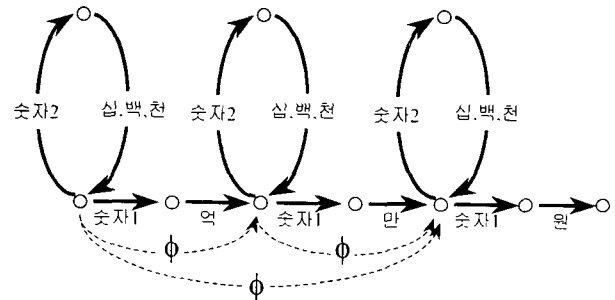 숫자2 십.백.천 숫자2 십.백.천 숫자2 십.백.천
숫자1 억 숫자1 만 숫자1 원
ϕ ϕ
ϕ